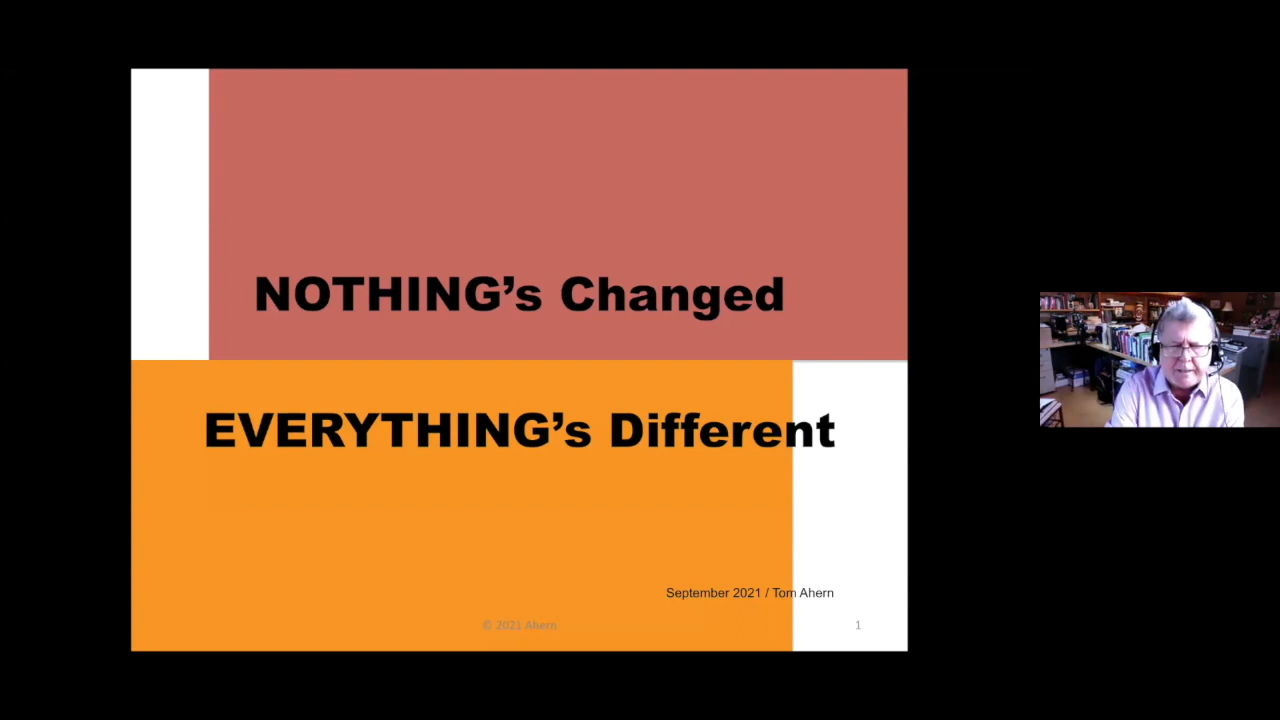 NOTHING’s Changed
EVERYTHING’s Different
September 2021 / Tom Ahern
© 2021 Ahern
1